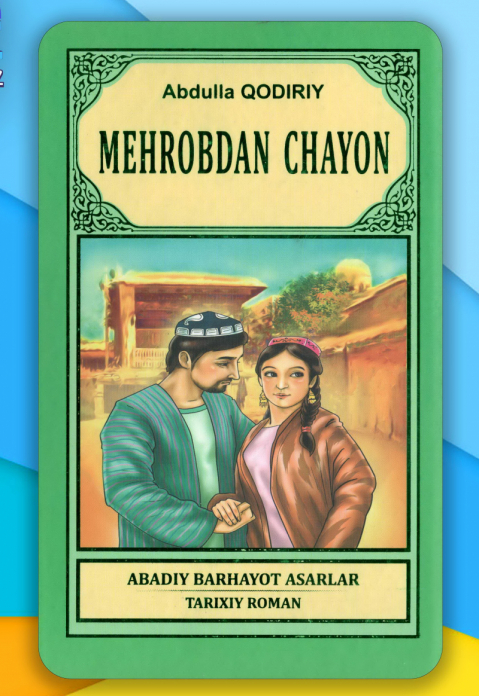 Abdulla QODIRIY
MEHROBDAN CHAYON
ABADIY BARHAYOT ASARLAR
TARIXIY ROMAN